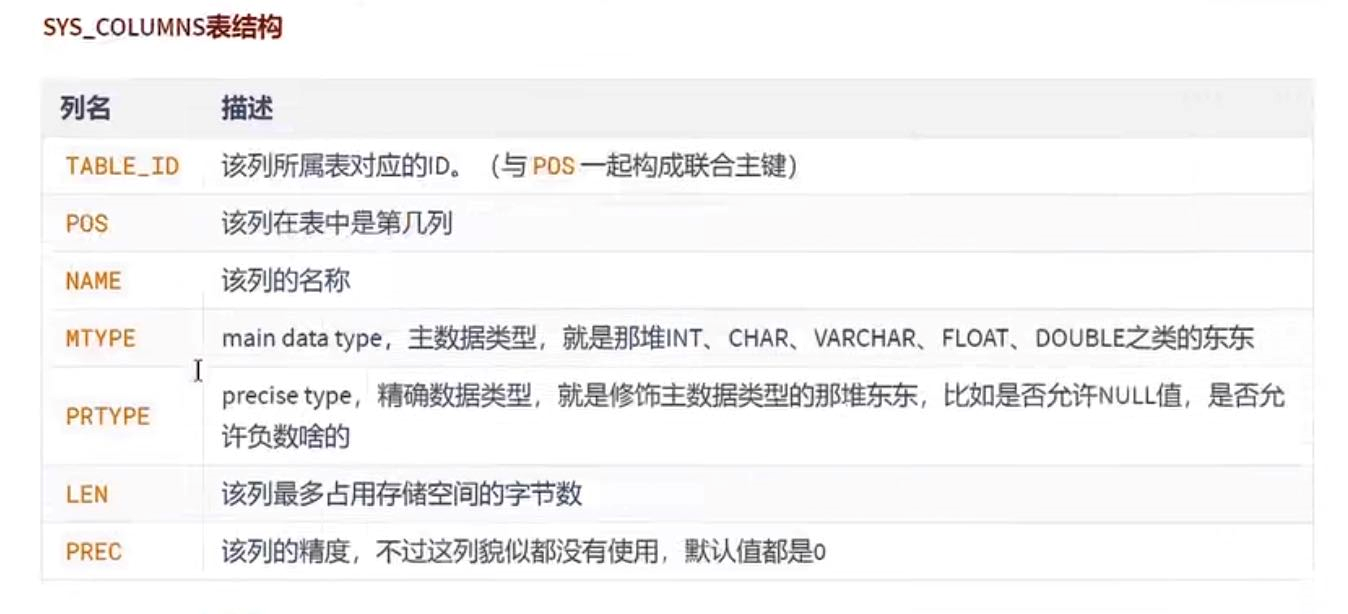 SYS_COLUMNS表结构
列名 描述
TABLE_ID 该列所属表对应的ID。（与 POS 一起构成联合主键）
POS 该列在表中是第几列
NAME 该列的名称
MTYPE main data type，主数据类型，就是那堆INT、CHAR、VARCHAR、FLOAT、DOUBLE之类的东东
PRTYPE precise type，精确数据类型，就是修饰主数据类型的那堆东东，比如是否允许NULL值，是否允
许负数啥的
LEN 该列最多占用存储空间的字节数
PREC 该列的精度，不过这列貌似都没有使用，默认值都是0